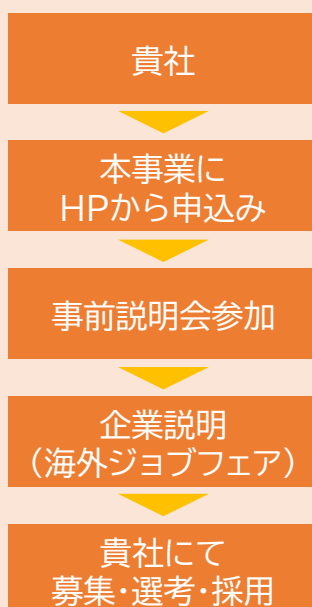 貴社
本事業に
HPから申込み
事前説明会参加
企業説明
（海外ジョブフェア）
貴社にて
募集・選考・採用